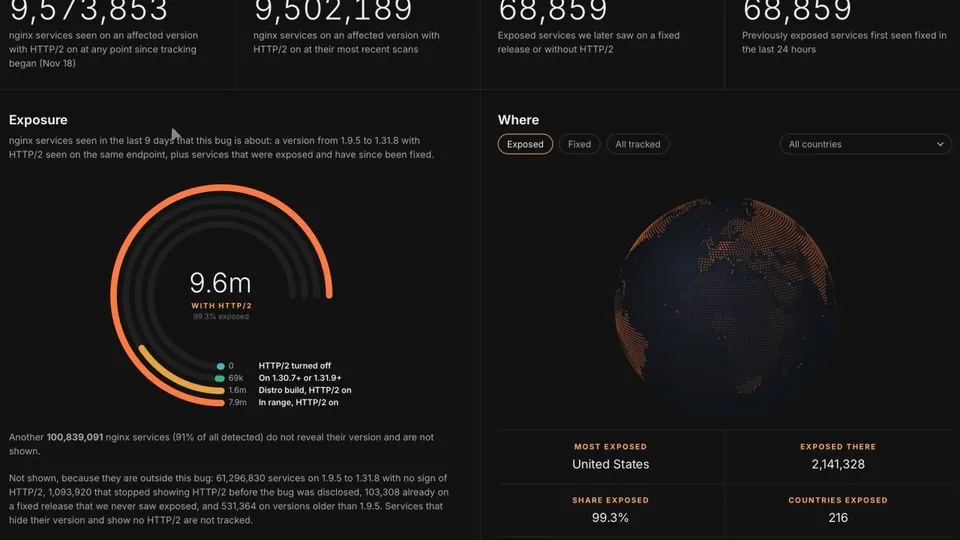 9,573,853
nginx services seen on an affected version
with HTTP/2 on at any point since tracking
began (Nov 18)
9,502,189
nginx services on an affected version with
HTTP/2 on at their most recent scans
68,859
Exposed services we later saw on a fixed
release or without HTTP/2
68,859
Previously exposed services first seen fixed in
the last 24 hours
Exposure
nginx services seen in the last 9 days that this bug is about: a version from 1.9.5 to 1.31.8 with
HTTP/2 seen on the same endpoint, plus services that were exposed and have since been fixed.
9.6m
WITH HTTP/2
99.3% exposed
0 HTTP/2 turned off
69k On 1.30.7+ or 1.31.9+
1.6m Distro build, HTTP/2 on
7.9m In range, HTTP/2 on
Another 100,839,091 nginx services (91% of all detected) do not reveal their version and are not
shown.
Not shown, because they are outside this bug: 61,296,830 services on 1.9.5 to 1.31.8 with no sign of
HTTP/2, 1,093,920 that stopped showing HTTP/2 before the bug was disclosed, 103,308 already on
a fixed release that we never saw exposed, and 531,364 on versions older than 1.9.5. Services that
hide their version and show no HTTP/2 are not tracked.
Where
Exposed Fixed All tracked All countries
MOST EXPOSED
United States
EXPOSED THERE
2,141,328
SHARE EXPOSED
99.3%
COUNTRIES EXPOSED
216